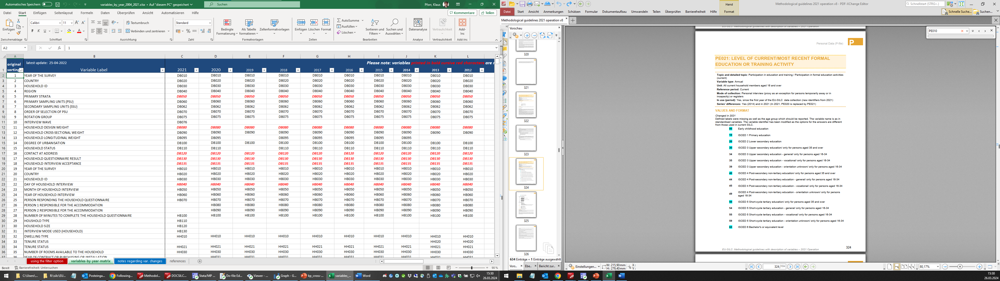 Automatisches Speichern
variables_by_year_2004_2021.xlsx • Auf "diesem PC" gespeichert
Suchen
Pforr, Klaus
Datei Start Einfügen Seitenlayout Formeln Daten Überprüfen Ansicht Automatisieren Hilfe
Kommentare Teilen
Einfügen
Calibri 11
Textumbruch
Verbinden und zentrieren
Standard
Bedingte Formatierung
Als Tabelle formatieren
Zellenformatvorlagen
Einfügen Löschen Format
AutoSumme
Ausfüllen
Löschen
Sortieren und Filtern
Suchen und Auswählen
Datenanalyse
Vertraulichkeit
Add-Ins
Zwischenablage Schriftart Ausrichtung Zahl Formatvorlagen Zellen Bearbeiten Analyse Vertraulichkeit Add-Ins
A2 1
A B C D E F G H I J K L
original sorting
latest update: 25-04-2022
Please note: variables printed in bold cursive red characters are
1 Variable Label 2021 2020 2019 2018 2017 2016 2015 2014 2013 2012
2 1 YEAR OF THE SURVEY DB010 DB010 DB010 DB010 DB010 DB010 DB010 DB010 DB010 DB010
3 2 COUNTRY DB020 DB020 DB020 DB020 DB020 DB020 DB020 DB020 DB020 DB020
4 3 HOUSEHOLD ID DB030 DB030 DB030 DB030 DB030 DB030 DB030 DB030 DB030 DB030
5 4 REGION DB040 DB040 DB040 DB040 DB040 DB040 DB040 DB040 DB040 DB040
6 5 PRIMARY STRATA DB050 DB050 DB050 DB050 DB050 DB050 DB050 DB050 DB050 DB050
7 6 PRIMARY SAMPLING UNITS (PSU) DB060 DB060 DB060 DB060 DB060 DB060 DB060 DB060 DB060 DB060
8 7 SECONDARY SAMPLING UNITS (SSU) DB062 DB062 DB062 DB062 DB062 DB062 DB062 DB062 DB062 DB062
9 8 ORDER OF SELECTION OF PSU DB070 DB070 DB070 DB070 DB070 DB070 DB070 DB070 DB070 DB070
10 9 ROTATION GROUP DB075 DB075 DB075 DB075 DB075 DB075 DB075 DB075 DB075 DB075
11 10 INTERVIEW WAVE DB076
12 11 HOUSEHOLD DESIGN WEIGHT DB080 DB080 DB080 DB080 DB080 DB080 DB080 DB080 DB080 DB080
13 12 HOUSEHOLD CROSS-SECTIONAL WEIGHT DB090 DB090 DB090 DB090 DB090 DB090 DB090 DB090 DB090 DB090
14 13 HOUSEHOLD LONGITUDINAL WEIGHT DB095 DB095 DB095 DB095 DB095 DB095 DB095
15 14 DEGREE OF URBANISATION DB100 DB100 DB100 DB100 DB100 DB100 DB100 DB100 DB100 DB100
16 15 HOUSEHOLD STATUS DB110 DB110 DB110 DB110 DB110 DB110 DB110 DB110 DB110
17 16 CONTACT AT ADDRESS DB120 DB120 DB120 DB120 DB120 DB120 DB120 DB120 DB120 DB120
18 17 HOUSEHOLD QUESTIONNAIRE RESULT DB130 DB130 DB130 DB130 DB130 DB130 DB130 DB130 DB130 DB130
19 18 HOUSEHOLD INTERVIEW ACCEPTANCE DB135 DB135 DB135 DB135 DB135 DB135 DB135 DB135 DB135 DB135
20 19 YEAR OF THE SURVEY HB010 HB010 HB010 HB010 HB010 HB010 HB010 HB010 HB010 HB010
21 20 COUNTRY HB020 HB020 HB020 HB020 HB020 HB020 HB020 HB020 HB020 HB020
22 21 HOUSEHOLD ID HB030 HB030 HB030 HB030 HB030 HB030 HB030 HB030 HB030 HB030
23 22 DAY OF HOUSEHOLD INTERVIEW HB040 HB040 HB040 HB040 HB040 HB040 HB040 HB040 HB040 HB040
24 23 MONTH OF HOUSEHOLD INTERVIEW HB050 HB050 HB050 HB050 HB050 HB050 HB050 HB050 HB050 HB050
25 24 YEAR OF HOUSEHOLD INTERVIEW HB060 HB060 HB060 HB060 HB060 HB060 HB060 HB060 HB060 HB060
26 25 PERSON RESPONDING THE HOUSEHOLD QUESTIONNAIRE HB070 HB070 HB070 HB070 HB070 HB070 HB070 HB070 HB070 HB070
27 26 PERSON 1 RESPONSIBLE FOR THE ACCOMMODATION HB080 HB080 HB080 HB080 HB080 HB080 HB080 HB080 HB080
28 27 PERSON 2 RESPONSIBLE FOR THE ACCOMMODATION HB090 HB090 HB090 HB090 HB090 HB090 HB090 HB090 HB090
29 28 NUMBER OF MINUTES TO COMPLETE THE HOUSEHOLD QUESTIONNAIRE HB100 HB100 HB100 HB100 HB100 HB100 HB100 HB100 HB100 HB100
30 29 HOUSHOLD TYPE HB110
31 30 HOUSEHOLD SIZE HB120
32 31 INTERVIEW MODE USED (HOUSEHOLD) HB130
33 32 DWELLING TYPE HH010 HH010 HH010 HH010 HH010 HH010 HH010 HH010 HH010 HH010
34 33 TENURE STATUS HH020 HH020
35 34 TENURE STATUS HH021 HH021 HH021 HH021 HH021 HH021 HH021 HH021 HH021 HH021
36 35 NUMBER OF ROOMS AVAILABLE TO THE HOUSEHOLD HH030 HH030 HH030 HH030 HH030 HH030 HH030 HH030 HH030 HH030
37 36 YEAR OF CONTRACT OR PURCHASING OR INSTALLATION HH031 HH031 HH031 HH031 HH031 HH031 HH031 HH031 HH031
using the filter option variables-by-year-matrix notes regarding var. changes references
Bereit Barrierefreiheit: Untersuchen 98 %
C:\Users\... R:\silc\EU... Posteinga... Following... Methodol... DOCSILC... Stata/MP ... Do-file Ed... Viewer - ... Graph - G... kp_cross-... variables_... Word
15:30
26.03.2024
Hand
Methodological guidelines 2021 operation v8 - PDF-XChange Editor
Schnellstart (STRG+.)
Datei Start Ansicht Anmerkungen Schützen Formular Dokumentaufbau Umwandeln Teilen Überprüfen Barrierefreiheit Hilfe Format
Schnelle Suche... Suchen...
Methodological guidelines 2021 operation v8
Vorschau
320
321
322
323
324
325
326
634 Einträge • 1 Einträge ausgewählt
Vors... Ebe... Bericht zur...
PE010
EU-SILC: Methodological guidelines with description of variables – 2021 Operation
Personal Data (P-file) P
PE021: LEVEL OF CURRENT/MOST RECENT FORMAL
EDUCATION OR TRAINING ACTIVITY
Topic and detailed topic: Participation in education and training / Participation in formal education activities
(current)
Variable type: Annual
Unit: All current household members aged 16 and over
Reference period: Current
Mode of collection: Personal interview (proxy as an exception for persons temporarily away or in
incapacity) or registers
In use (period): Yes, since the first year of the EU-SILC data collection (new identifiers from 2021)
Series' differences: Yes (2014) and in 2021 (In 2021, PE020 is replaced by PE021)
VALUES AND FORMAT
Changed in 2021
Defined labels were missing as well as the age group which should be reported. The variable name is as in
standardised variables. The variable identifier has been modified as the options for the answers are different
from those used in current SILC.
00 Early childhood education
10 ISCED 1 Primary education
20 ISCED 2 Lower secondary education
30 ISCED 3 Upper secondary education/ only for persons aged 35 and over
34 ISCED 3 Upper secondary education - general/ only for persons aged 16-34
35 ISCED 3 Upper secondary education - vocational/ only for persons aged 16-34
39 ISCED 3 Upper secondary education - orientation unknown/ only for persons aged 16-34
40 ISCED 4 Post-secondary non-tertiary education/ only for persons aged 35 and over
44 ISCED 4 Post-secondary non-tertiary education - general/ only for persons aged 16-34
45 ISCED 4 Post-secondary non-tertiary education - vocational/ only for persons aged 16-34
49 ISCED 4 Post-secondary non-tertiary education - orientation unknown/ only for persons
aged 16-34
50 ISCED 5 Short-cycle tertiary education/ only for persons aged 35 and over
54 ISCED 5 Short-cycle tertiary education - general/ only for persons aged 16-34
55 ISCED 5 Short-cycle tertiary education - vocational/ only for persons aged 16-34
59 ISCED 5 Short-cycle tertiary education - orientation unknown/ only for persons aged 16-34
60 ISCED 6 Bachelor's or equivalent level
324
EU-SILC: Methodological guidelines with description of variables – 2021 Operation
Einstellungen... W: 215,90mm H: 279,40mm X: Y:
324 / 634
80,17%
15:30
26.03.2024